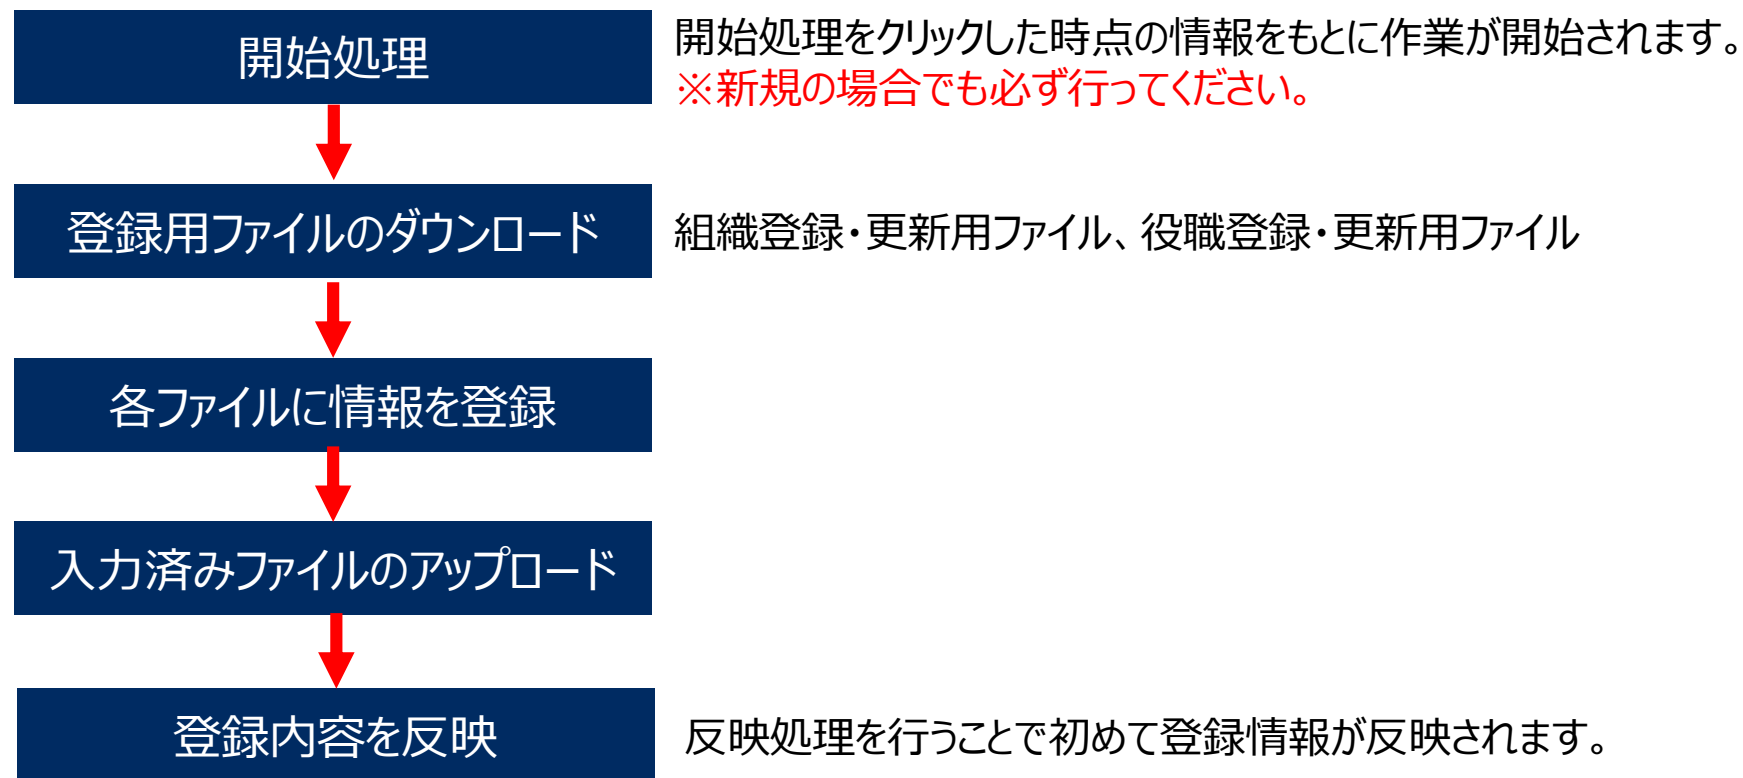 開始処理
開始処理をクリックした時点の情報をもとに作業が開始されます。
※新規の場合でも必ず行ってください。
登録用ファイルのダウンロード
組織登録・更新用ファイル、役職登録・更新用ファイル
各ファイルに情報を登録
入力済みファイルのアップロード
登録内容を反映
反映処理を行うことで初めて登録情報が反映されます。